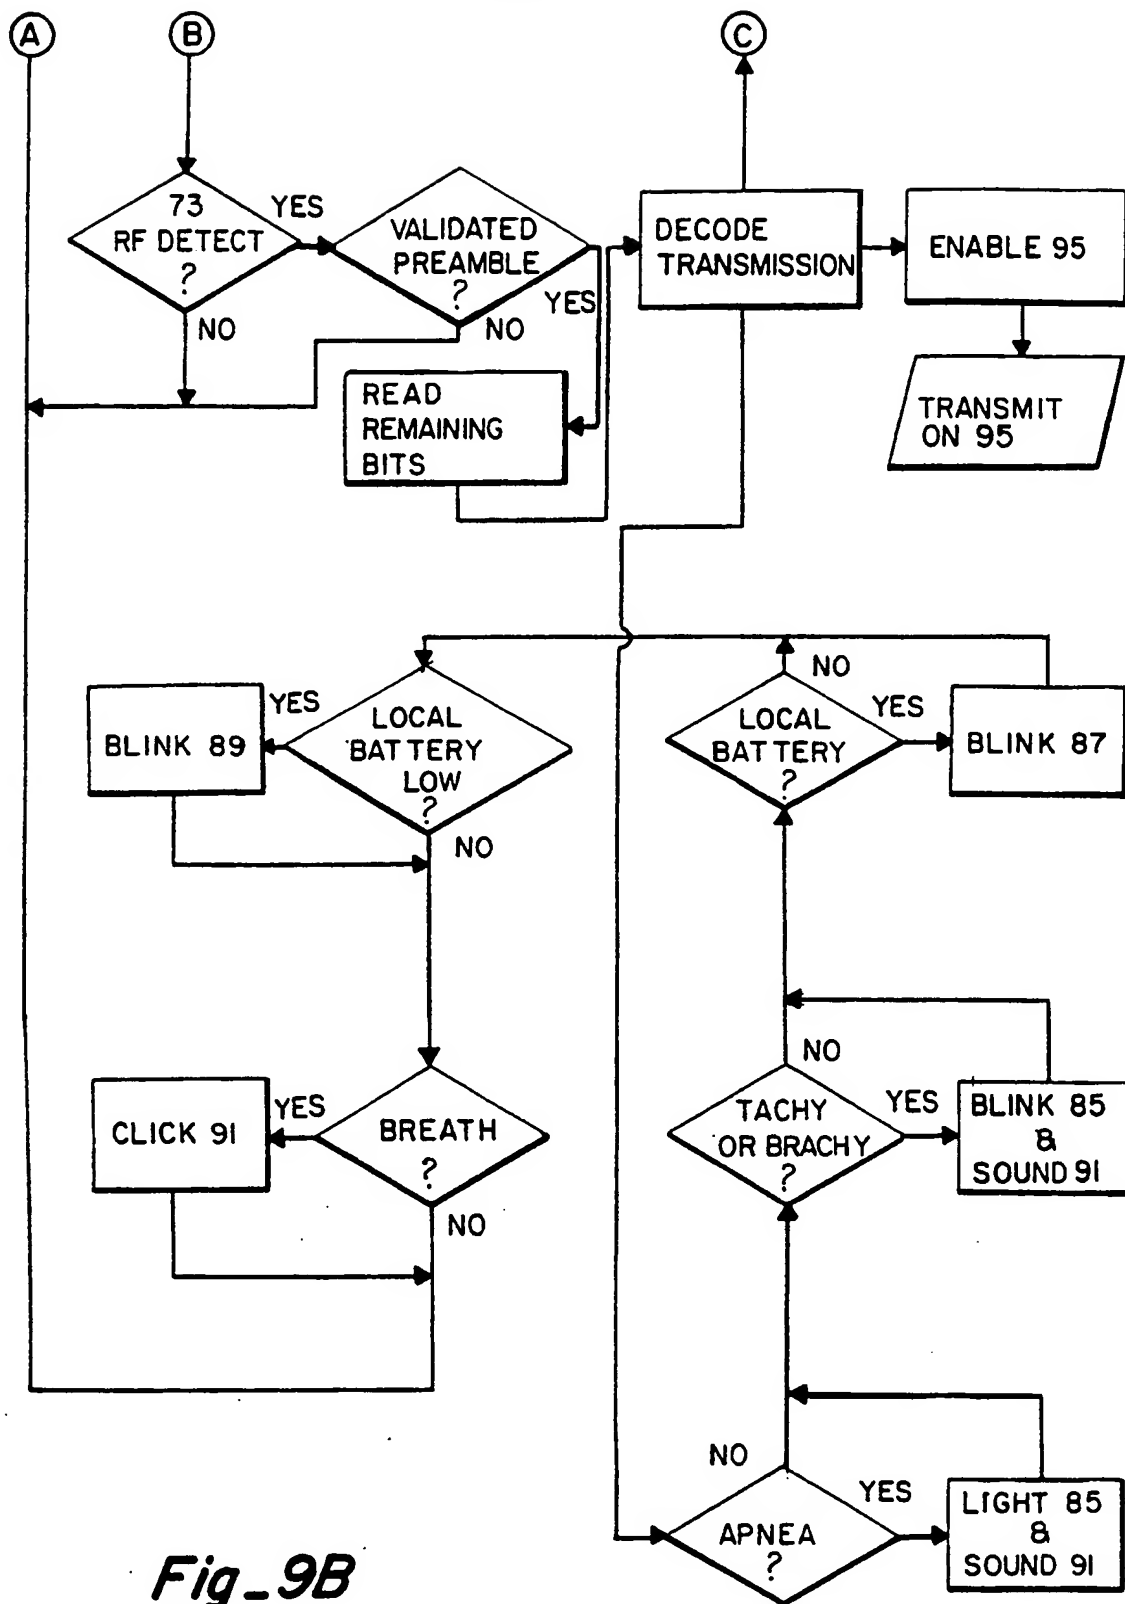 A
B
C
73
RF DETECT
?
YES
NO
VALIDATED
PREAMBLE
?
YES
NO
READ
REMAINING
BITS
DECODE
TRANSMISSION
ENABLE 95
TRANSMIT
ON 95
BLINK 89
YES
LOCAL
BATTERY
LOW
?
NO
LOCAL
BATTERY
?
NO
YES
BLINK 87
CLICK 91
YES
BREATH
?
NO
TACHY
OR BRACHY
?
NO
YES
BLINK 85
&
SOUND 91
APNEA
?
NO
YES
LIGHT 85
&
SOUND 91
Fig_9B